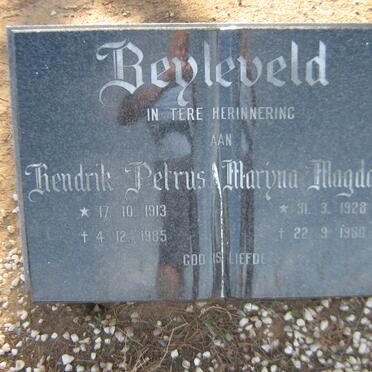 Beyleveld
IN TERE HERINNERING
AAN
Hendrik Petrus Maryna Magda
* 17. 10. 1913 * 31. 3. 1928
† 4. 12. 1985 † 22. 9. 1980
GOD IS LIEFDE